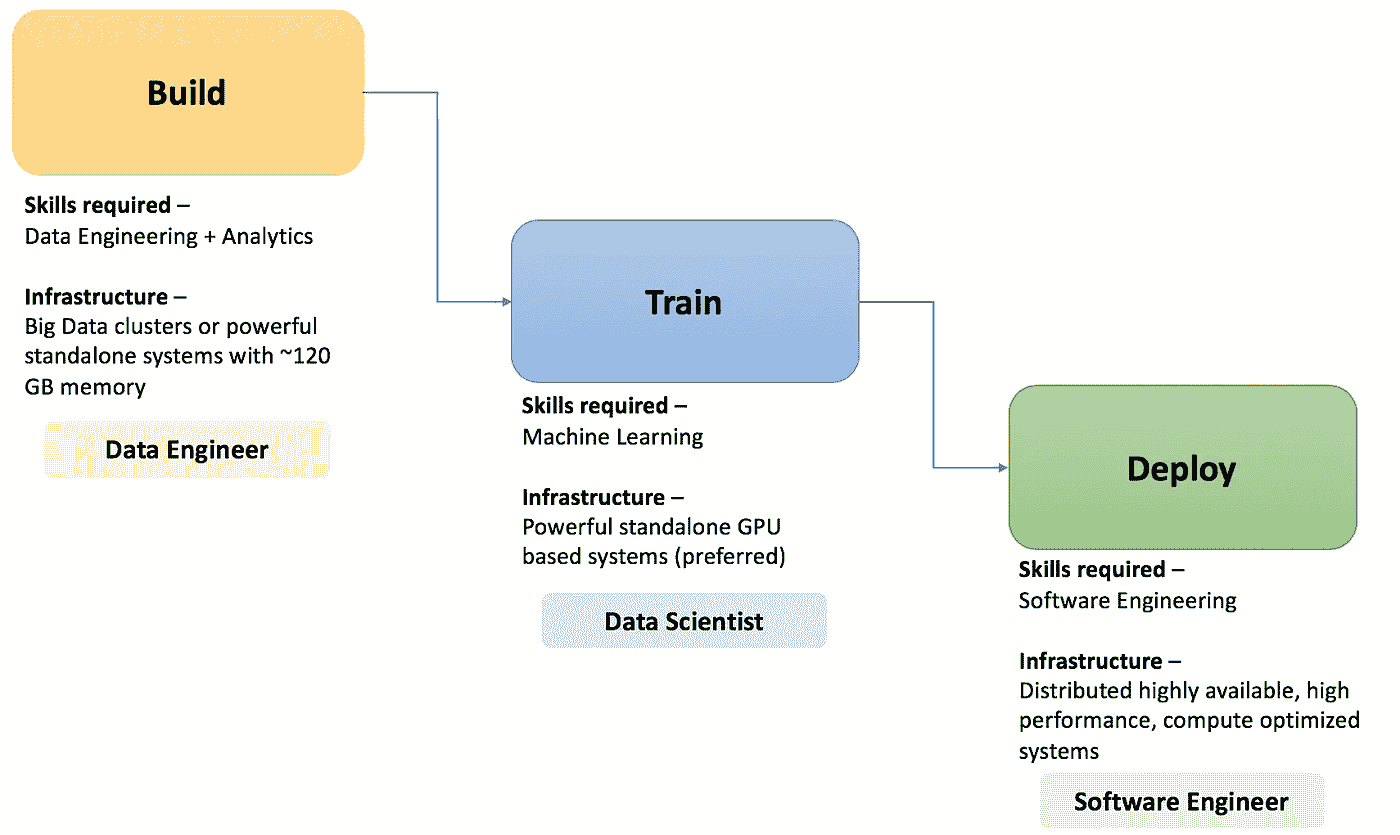 Build
Skills required –
Data Engineering + Analytics
Infrastructure –
Big Data clusters or powerful
standalone systems with ~120
GB memory
Data Engineer
Train
Skills required –
Machine Learning
Infrastructure –
Powerful standalone GPU
based systems (preferred)
Data Scientist
Deploy
Skills required –
Software Engineering
Infrastructure –
Distributed highly available, high
performance, compute optimized
systems
Software Engineer